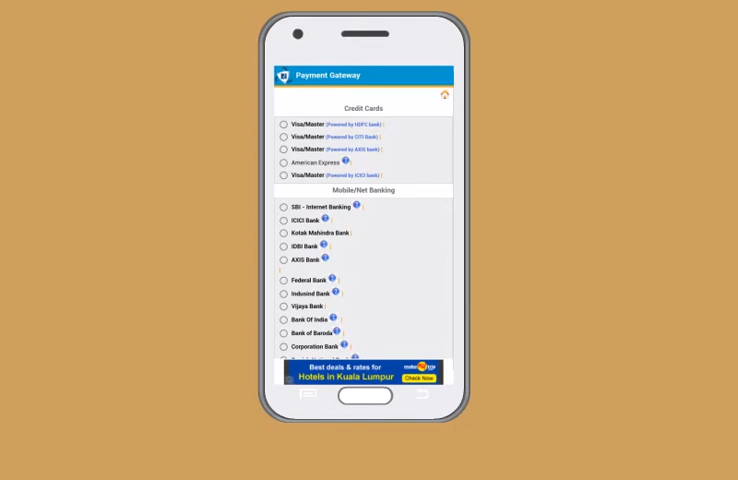 Payment Gateway
Credit Cards
Visa/Master (Powered by HDFC bank) |
Visa/Master (Powered by CITI Bank) |
Visa/Master (Powered by AXIS bank) |
American Express |
Visa/Master (Powered by ICICI bank) |
Mobile/Net Banking
SBI - Internet Banking |
ICICI Bank |
Kotak Mahindra Bank |
IDBI Bank |
AXIS Bank
|
Federal Bank |
Indusind Bank |
Vijaya Bank |
Bank Of India |
Bank of Baroda |
Corporation Bank |
Best deals & rates for
Hotels in Kuala Lumpur
Check Now